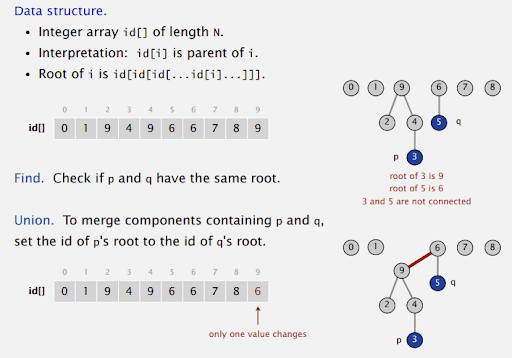 Data structure.
• Integer array id[] of length N.
• Interpretation: id[i] is parent of i.
• Root of i is id[id[id[...id[i]...]]].
0 1 2 3 4 5 6 7 8 9
id[] 0 1 9 4 9 6 6 7 8 9
0 1 9 6 7 8
2 4 5 q
p 3
Find. Check if p and q have the same root.
root of 3 is 9
root of 5 is 6
3 and 5 are not connected
Union. To merge components containing p and q,
set the id of p's root to the id of q's root.
0 1 2 3 4 5 6 7 8 9
id[] 0 1 9 4 9 6 6 7 8 6
only one value changes
0 1 6 7 8
9 5 q
2 4
p 3